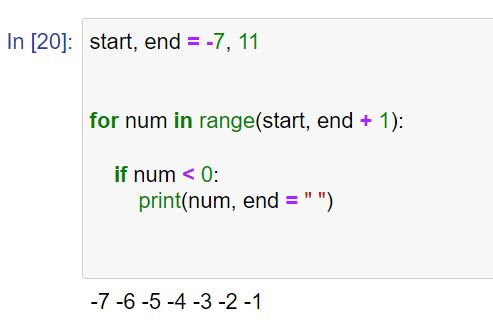 In [20]: start, end = -7, 11
for num in range(start, end + 1):
if num < 0:
print(num, end = " ")
-7 -6 -5 -4 -3 -2 -1